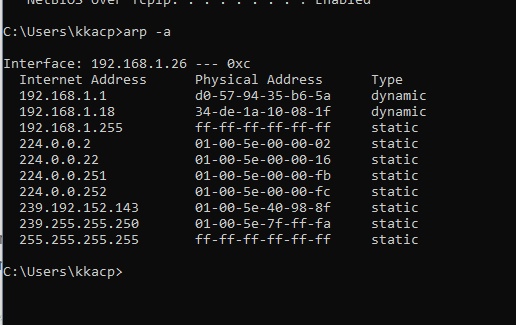 NetBIOS over Tcpip. . . . . . . . : Enabled
C:\Users\kkacp>arp -a
Interface: 192.168.1.26 --- 0xc
Internet Address Physical Address Type
192.168.1.1 d0-57-94-35-b6-5a dynamic
192.168.1.18 34-de-1a-10-08-1f dynamic
192.168.1.255 ff-ff-ff-ff-ff-ff static
224.0.0.2 01-00-5e-00-00-02 static
224.0.0.22 01-00-5e-00-00-16 static
224.0.0.251 01-00-5e-00-00-fb static
224.0.0.252 01-00-5e-00-00-fc static
239.192.152.143 01-00-5e-40-98-8f static
239.255.255.250 01-00-5e-7f-ff-fa static
255.255.255.255 ff-ff-ff-ff-ff-ff static
C:\Users\kkacp>